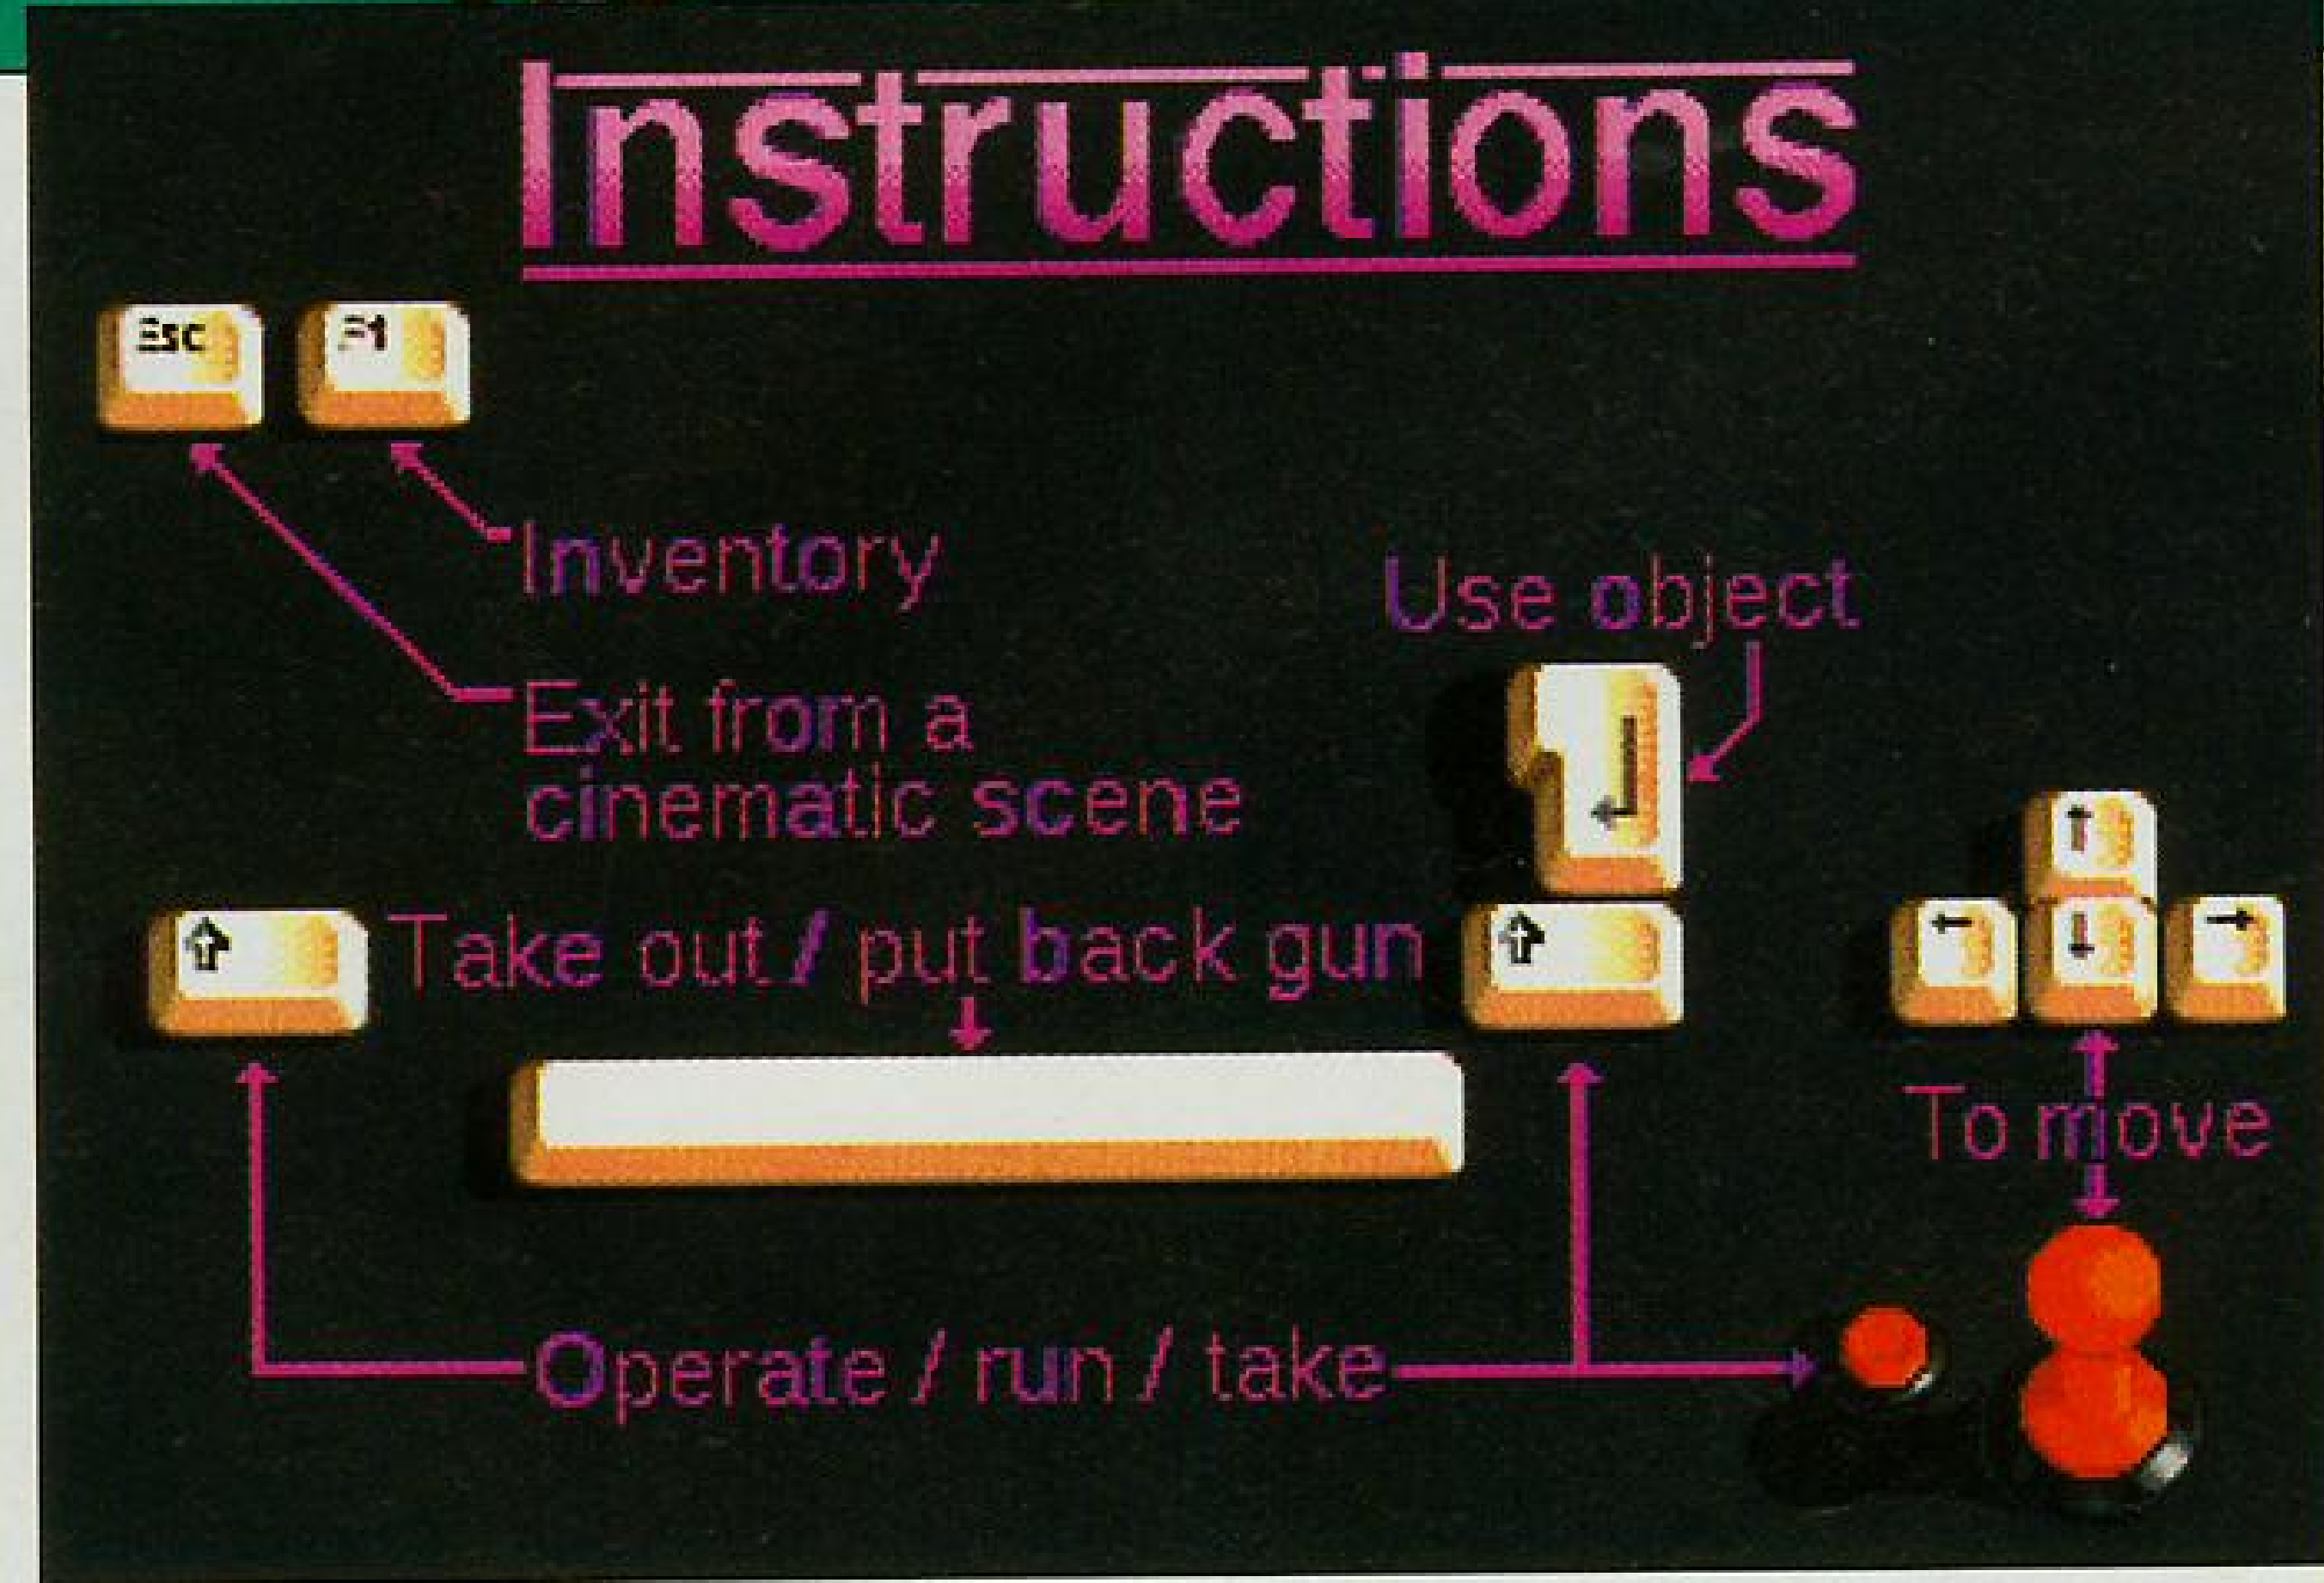 Instructions
Esc F1
Inventory
Use object
Exit from a
cinematic scene
Take out / put back gun
To move
Operate / run / take